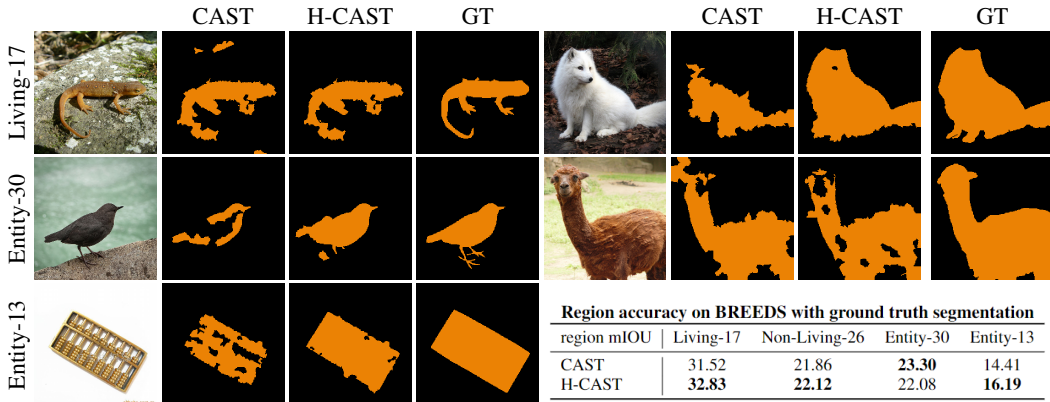 CAST H-CAST GT CAST H-CAST GT
Living-17
Entity-30
Entity-13
Region accuracy on BREEDS with ground truth segmentation
region mIOU Living-17 Non-Living-26 Entity-30 Entity-13
CAST 31.52 21.86 23.30 14.41
H-CAST 32.83 22.12 22.08 16.19